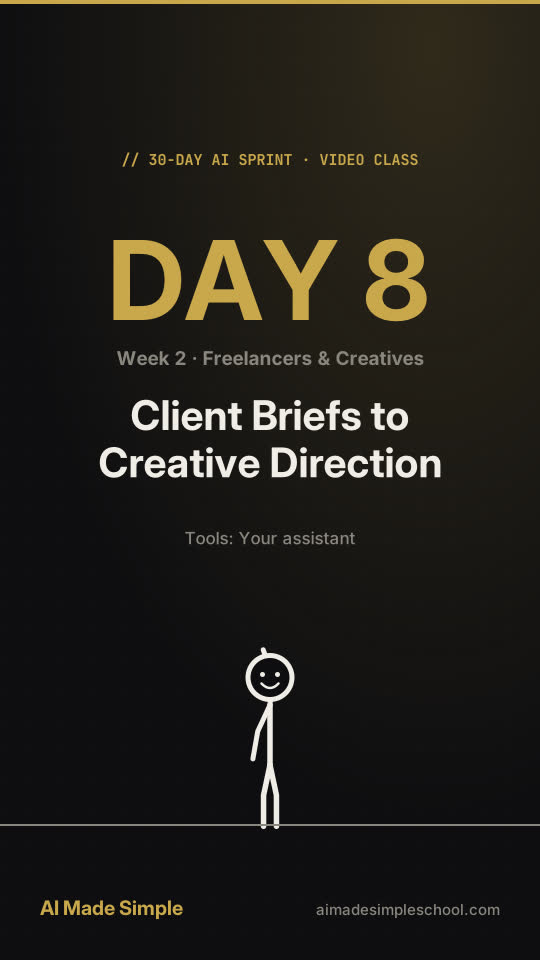 // 30-DAY AI SPRINT · VIDEO CLASS
DAY 8
Week 2 · Freelancers & Creatives
Client Briefs to
Creative Direction
Tools: Your assistant
AI Made Simple
aimadesimpleschool.com